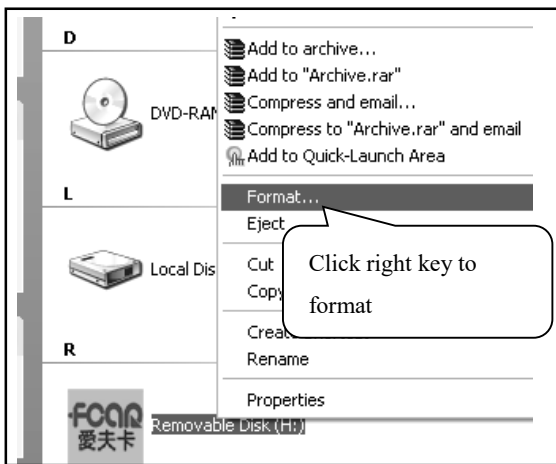 D
DVD-RAM
L
Local Dis
R
FCAR
愛夫卡
Removable Disk (H:)
Add to archive...
Add to "Archive.rar"
Compress and email...
Compress to "Archive.rar" and email
Add to Quick-Launch Area
Format...
Eject
Cut
Copy
Click right key to
format
Rename
Properties